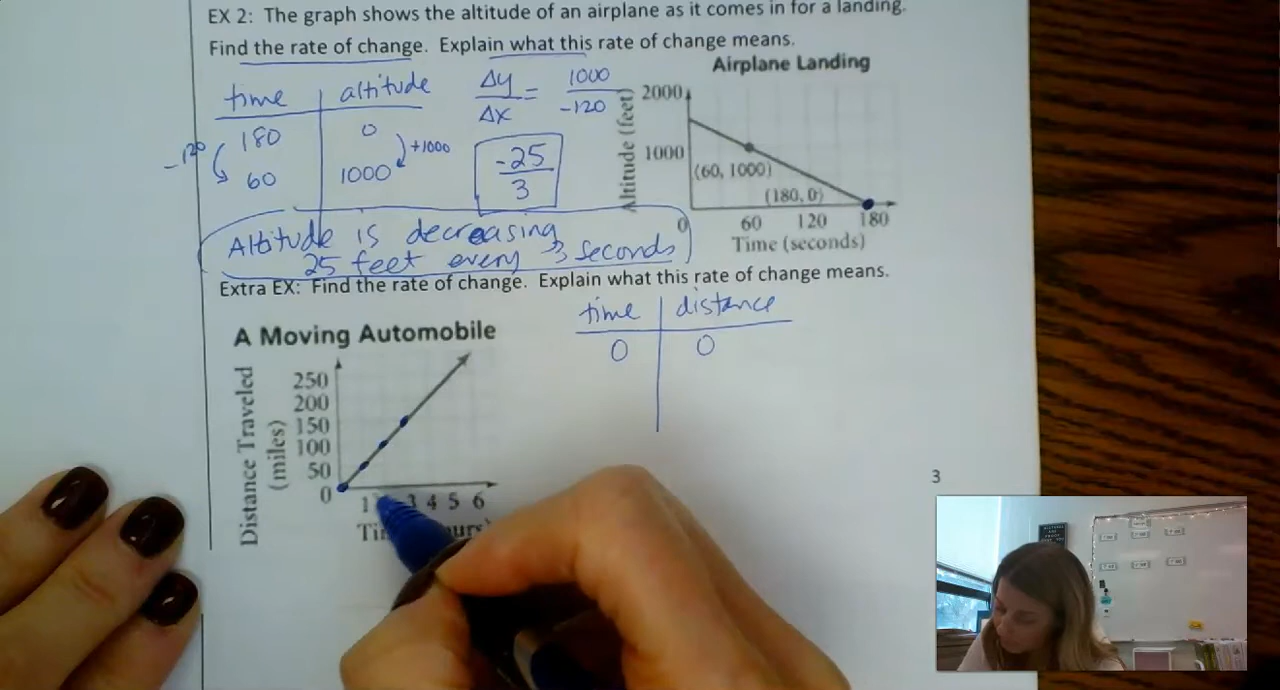 EX 2: The graph shows the altitude of an airplane as it comes in for a landing.
Find the rate of change. Explain what this rate of change means.
time altitude
180 0
60 1000
-120
+1000
Δy/Δx = 1000/-120
-25/3
Altitude is decreasing
25 feet every 3 seconds
Airplane Landing
Altitude (feet)
2000
1000
0
(60, 1000)
(180, 0)
60 120 180
Time (seconds)
Extra EX: Find the rate of change. Explain what this rate of change means.
A Moving Automobile
Distance Traveled
(miles)
250
200
150
100
50
0
1 3 4 5 6
time distance
0 0
3